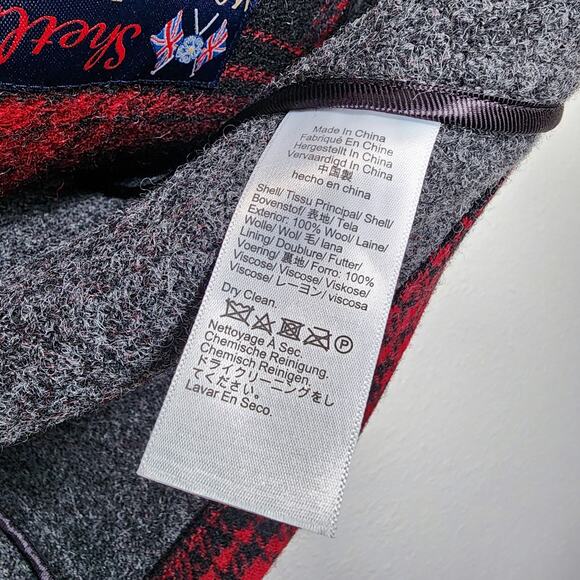 Shetl
Made In China
Fabriqué En Chine
Hergestellt In China
Vervaardigd In China
中国製
hecho en china
Shell/ Tissu Principal/ Shell/
Bovenstof/ 表地/ Tela
Exterior: 100% Wool/ Laine/
Wolle/ Wol/ 毛/ lana
Lining/ Doublure/ Futter/
Voering/ 裏地/ Forro: 100%
Viscose/ Viscose/ Viskose/
Viscose/ レーヨン/ viscosa
Dry Clean.
P
Nettoyage À Sec.
Chemische Reinigung.
Chemisch Reinigen.
ドライクリーニングをし
てください。
Lavar En Seco.